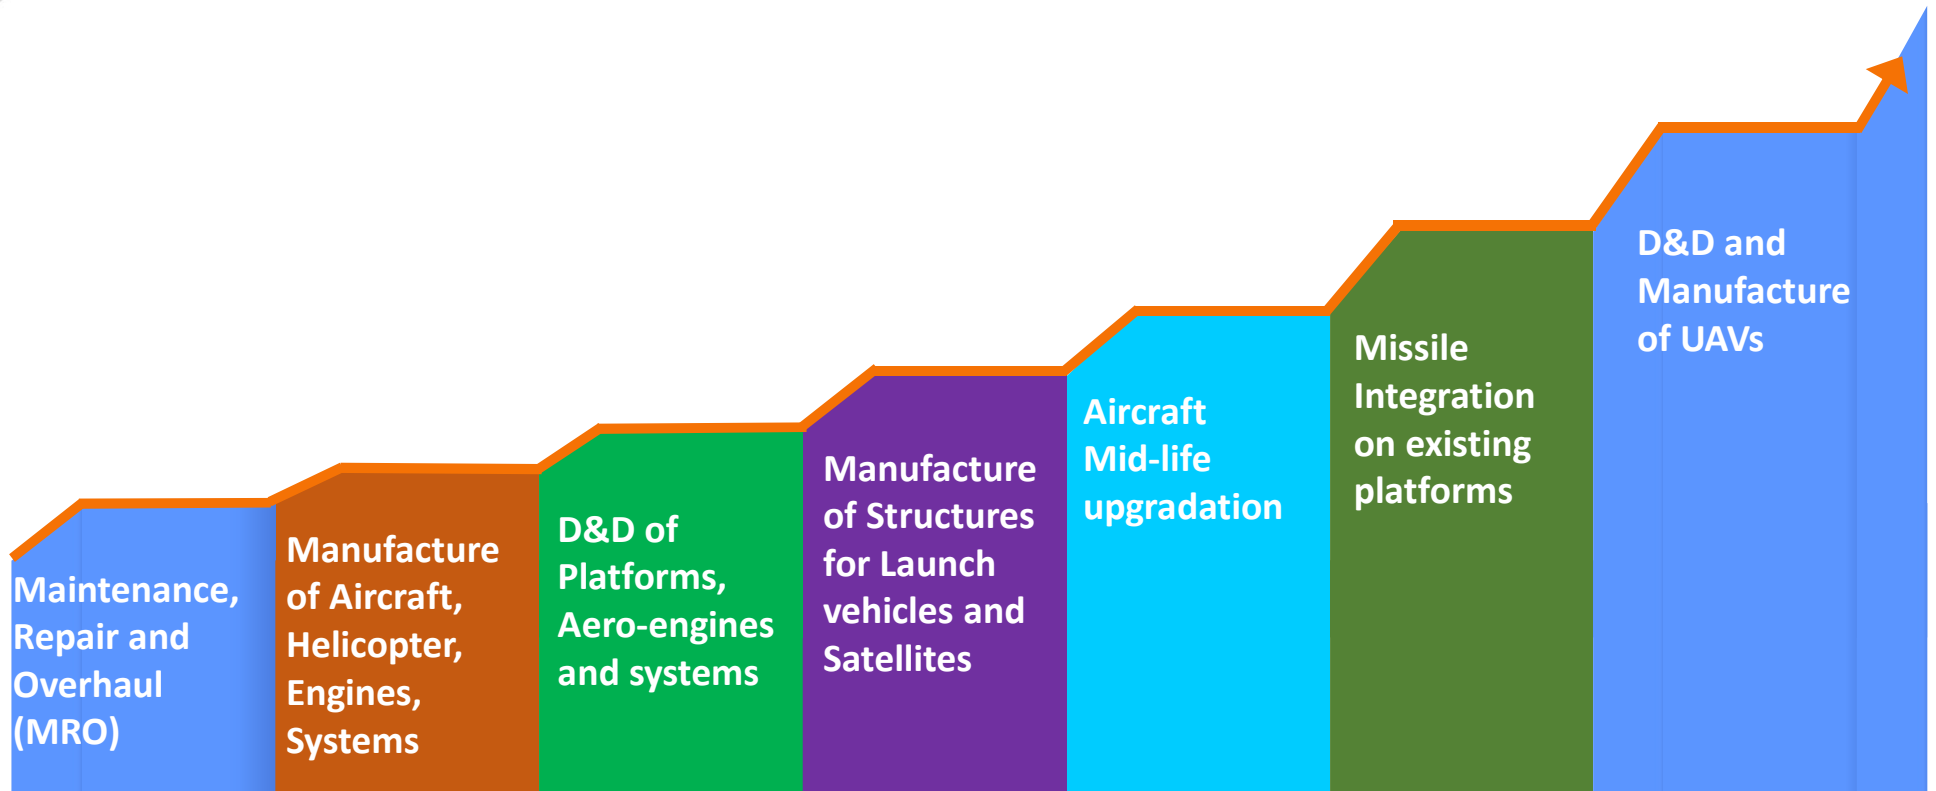 Maintenance,
Repair and
Overhaul
(MRO)
Manufacture
of Aircraft,
Helicopter,
Engines,
Systems
D&D of
Platforms,
Aero-engines
and systems
Manufacture
of Structures
for Launch
vehicles and
Satellites
Aircraft
Mid-life
upgradation
Missile
Integration
on existing
platforms
D&D and
Manufacture
of UAVs